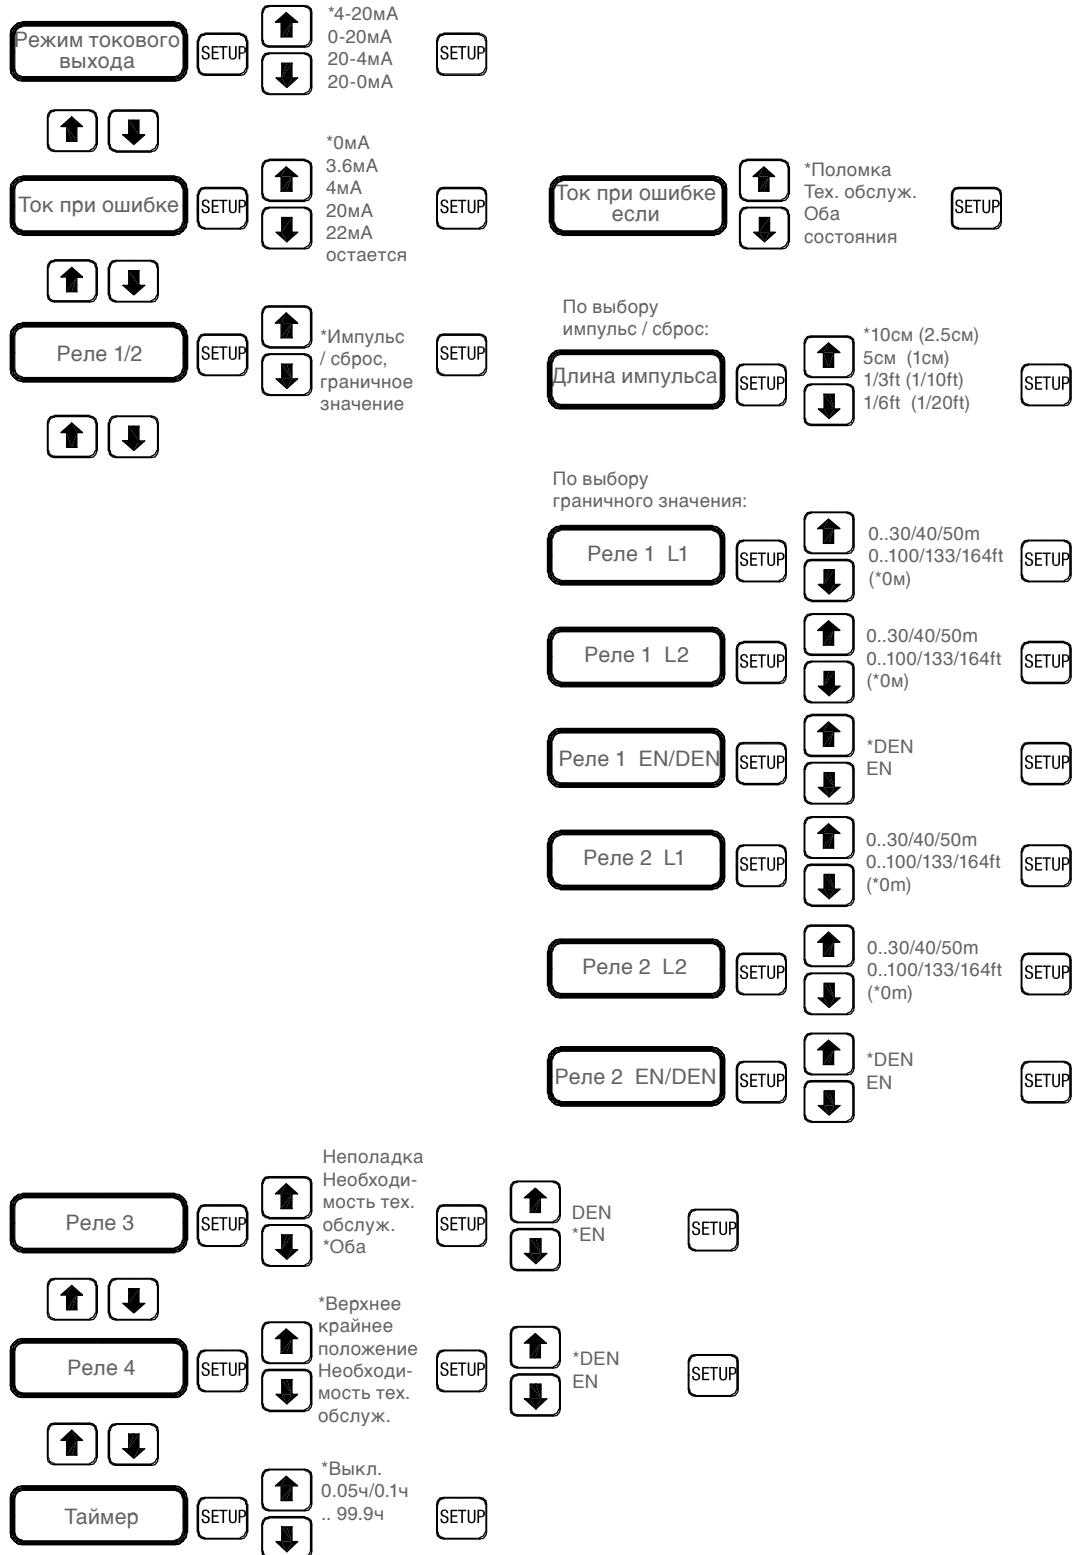 Режим токового
выхода
SETUP
*4-20мА
0-20мА
20-4мА
20-0мА
SETUP
Ток при ошибке
SETUP
*0мА
3.6мА
4мА
20мА
22мА
остается
SETUP
Ток при ошибке
если
*Поломка
Тех. обслуж.
Оба
состояния
SETUP
Реле 1/2
SETUP
*Импульс
/ сброс,
граничное
значение
SETUP
По выбору
импульс / сброс:
Длина импульса
SETUP
*10см (2.5см)
5см (1см)
1/3ft (1/10ft)
1/6ft (1/20ft)
SETUP
По выбору
граничного значения:
Реле 1 L1
SETUP
0..30/40/50m
0..100/133/164ft
(*0м)
SETUP
Реле 1 L2
SETUP
0..30/40/50m
0..100/133/164ft
(*0м)
SETUP
Реле 1 EN/DEN
SETUP
*DEN
EN
SETUP
Реле 2 L1
SETUP
0..30/40/50m
0..100/133/164ft
(*0m)
SETUP
Реле 2 L2
SETUP
0..30/40/50m
0..100/133/164ft
(*0m)
SETUP
Реле 2 EN/DEN
SETUP
*DEN
EN
SETUP
Реле 3
SETUP
Неполадка
Необходи-
мость тех.
обслуж.
*Оба
SETUP
DEN
*EN
SETUP
Реле 4
SETUP
*Верхнее
крайнее
положение
Необходи-
мость тех.
обслуж.
SETUP
*DEN
EN
SETUP
Таймер
SETUP
*Выкл.
0.05ч/0.1ч
.. 99.9ч
SETUP